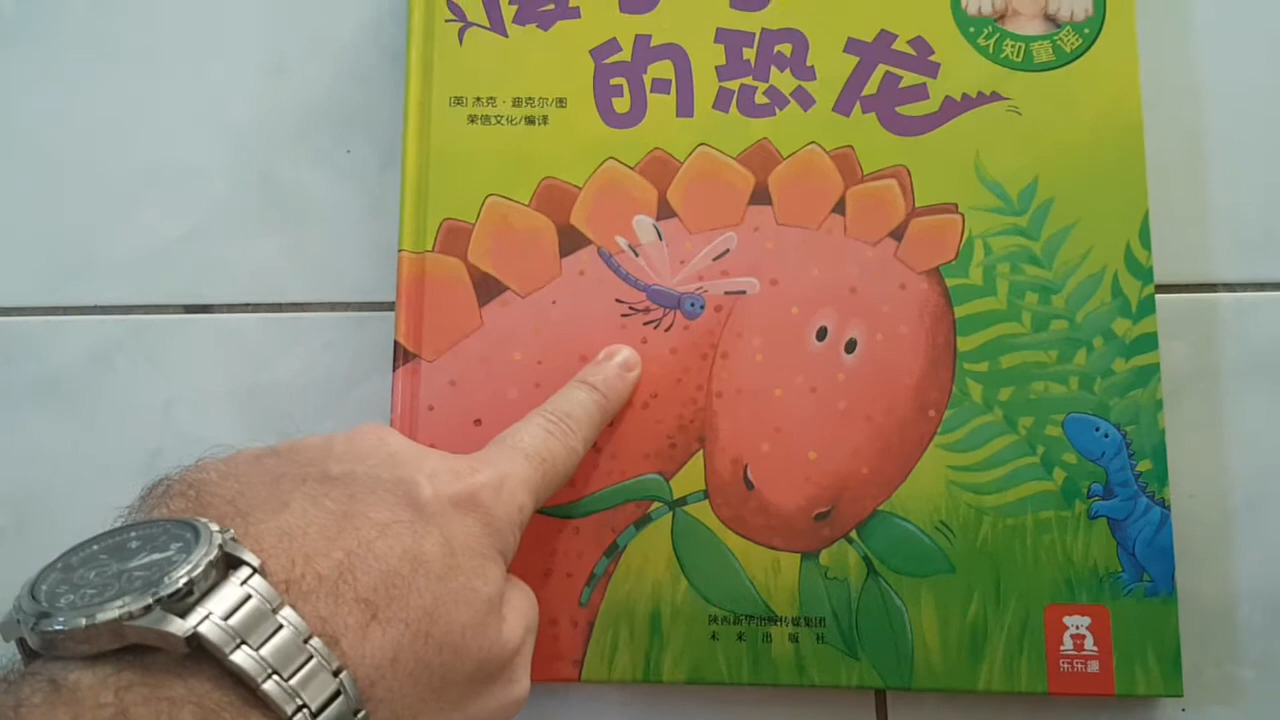 的恐龙
认知童谣
[英] 杰克·迪克尔/图
荣信文化/编译
陕西新华出版传媒集团
未来出版社
乐乐趣